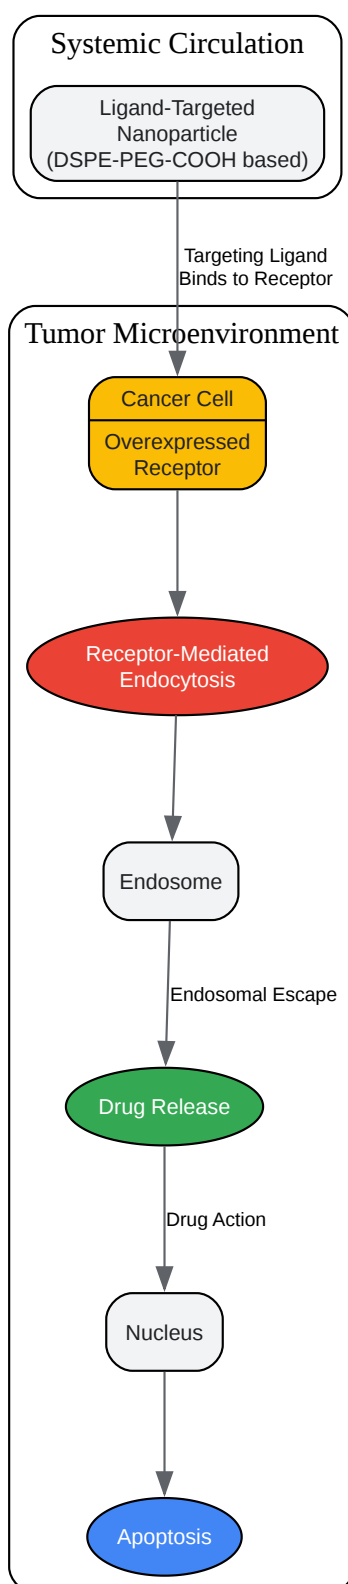 Systemic Circulation
Ligand-Targeted
Nanoparticle
(DSPE-PEG-COOH based)
Targeting Ligand
Binds to Receptor
Tumor Microenvironment
Cancer Cell
Overexpressed
Receptor
Receptor-Mediated
Endocytosis
Endosome
Endosomal Escape
Drug Release
Drug Action
Nucleus
Apoptosis